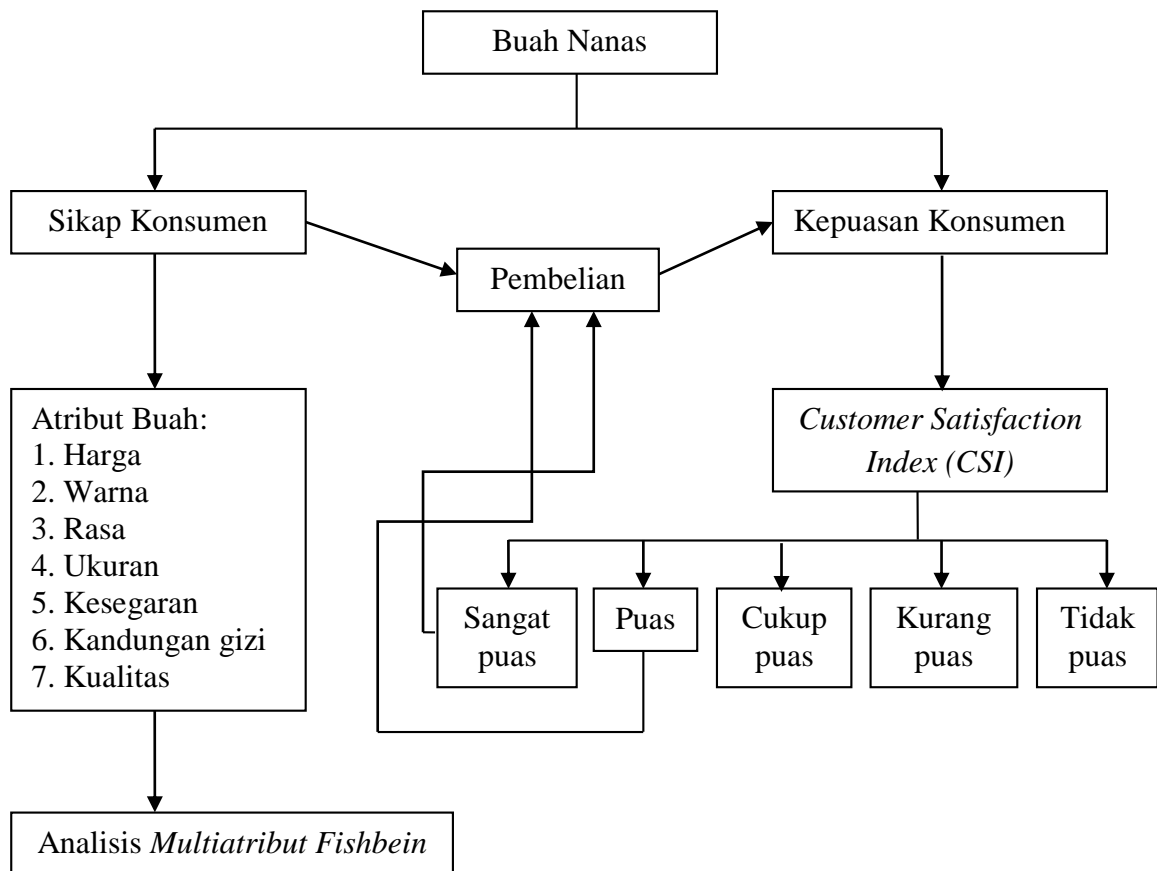 Buah Nanas
Sikap Konsumen
Kepuasan Konsumen
Pembelian
Atribut Buah:
1. Harga
2. Warna
3. Rasa
4. Ukuran
5. Kesegaran
6. Kandungan gizi
7. Kualitas
Customer Satisfaction
Index (CSI)
Sangat
puas
Puas
Cukup
puas
Kurang
puas
Tidak
puas
Analisis Multiatribut Fishbein